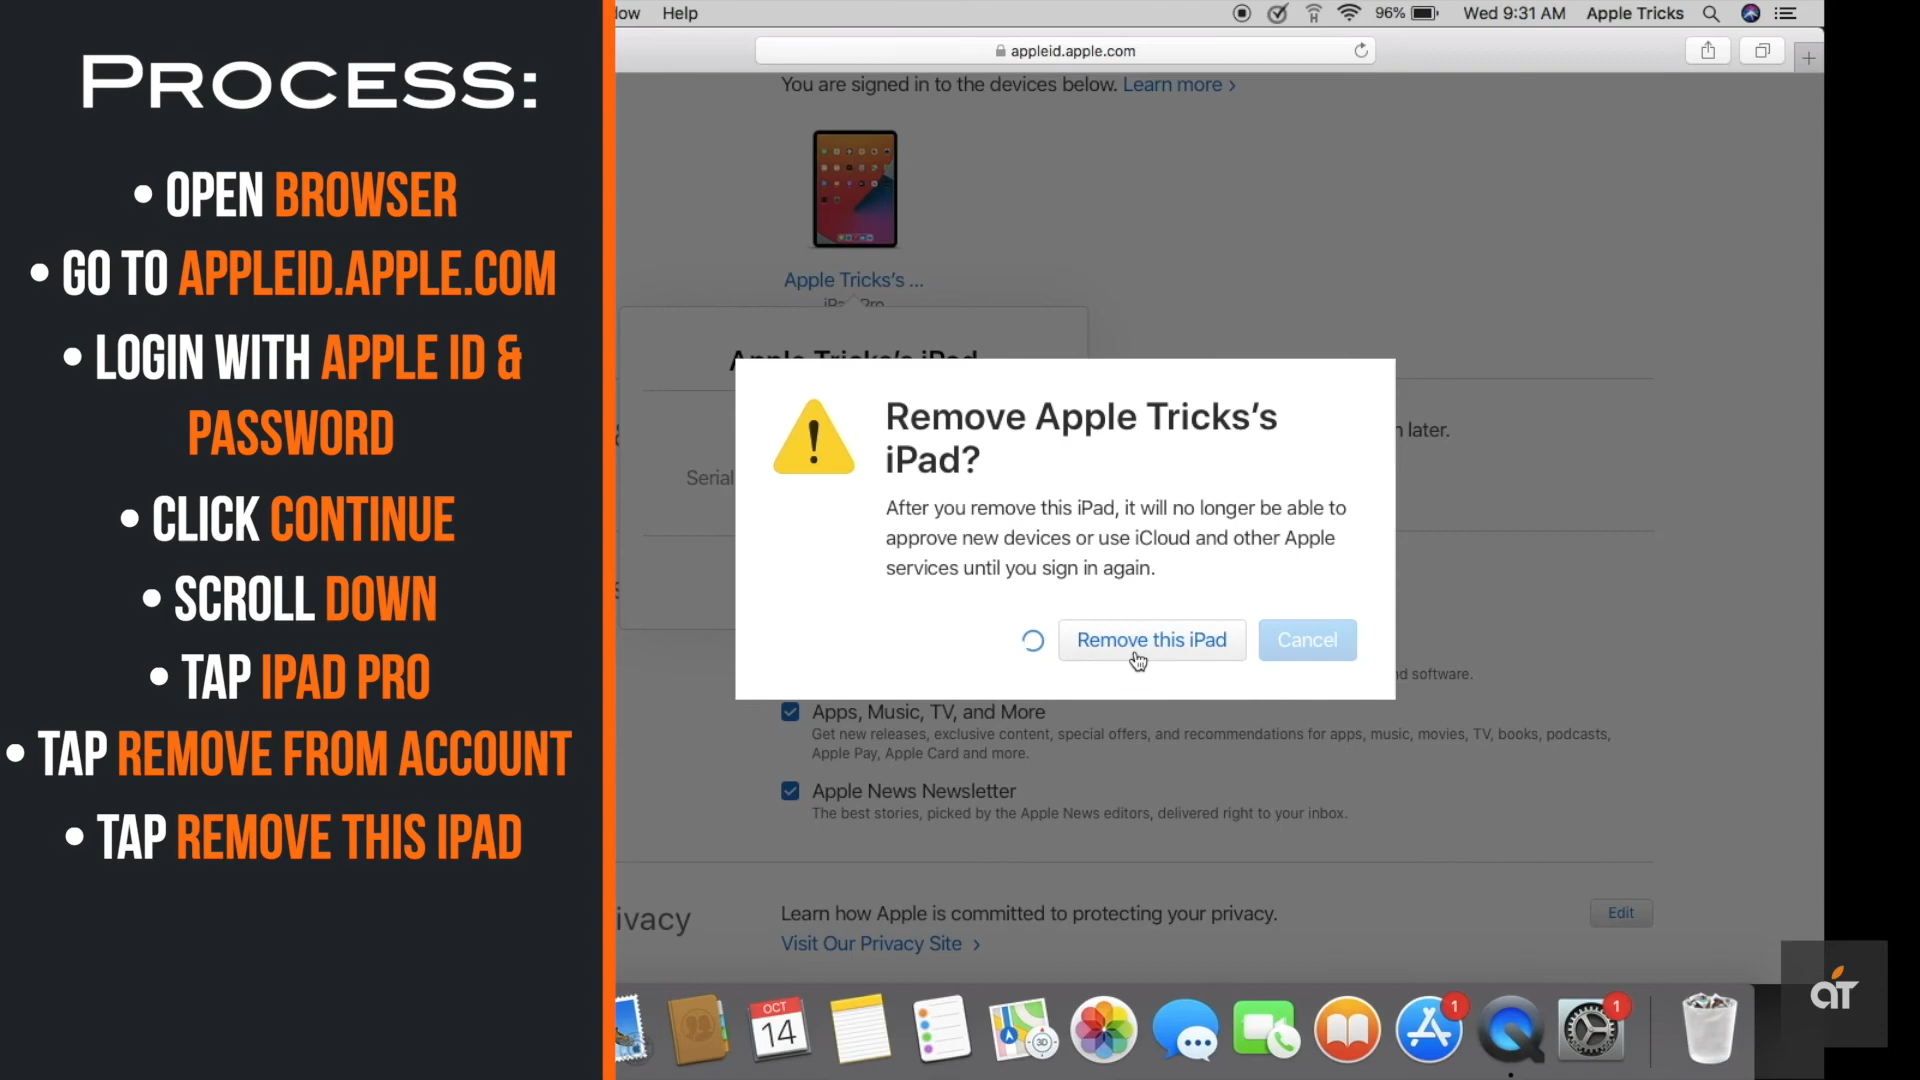 PROCESS:
• OPEN BROWSER
• GO TO APPLEID.APPLE.COM
• LOGIN WITH APPLE ID &
PASSWORD
• CLICK CONTINUE
• SCROLL DOWN
• TAP IPAD PRO
• TAP REMOVE FROM ACCOUNT
• TAP REMOVE THIS IPAD
Help
96%
Wed 9:31 AM
Apple Tricks
appleid.apple.com
You are signed in to the devices below. Learn more ›
Apple Tricks's ...
iPad Pro
Apple Tricks's iPad
later.
Serial
Remove Apple Tricks's
iPad?
After you remove this iPad, it will no longer be able to
approve new devices or use iCloud and other Apple
services until you sign in again.
Remove this iPad
Cancel
software.
Apps, Music, TV, and More
Get new releases, exclusive content, special offers, and recommendations for apps, music, movies, TV, books, podcasts,
Apple Pay, Apple Card and more.
Apple News Newsletter
The best stories, picked by the Apple News editors, delivered right to your inbox.
ivacy
Learn how Apple is committed to protecting your privacy.
Visit Our Privacy Site ›
Edit
OCT
14
3D
1
1
aT